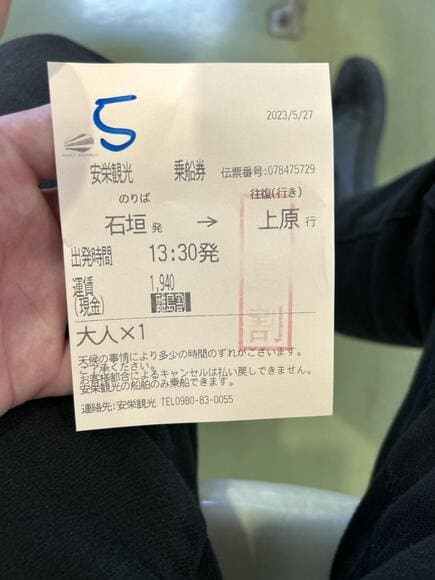 5
2023/5/27
安栄観光 乗船券 伝票番号:078475729
のりば 往復(行き)
石垣 発 → 上原 行
出発時間 13:30発
運賃 1,940
(現金) 離島割
割
大人×1
天候の事情により多少の時間のずれがございます。
ご了承ください。
お客様都合によるキャンセルは払い戻しできません。
安栄観光の船舶のみ乗船できます。
連絡先:安栄観光 TEL0980-83-0055